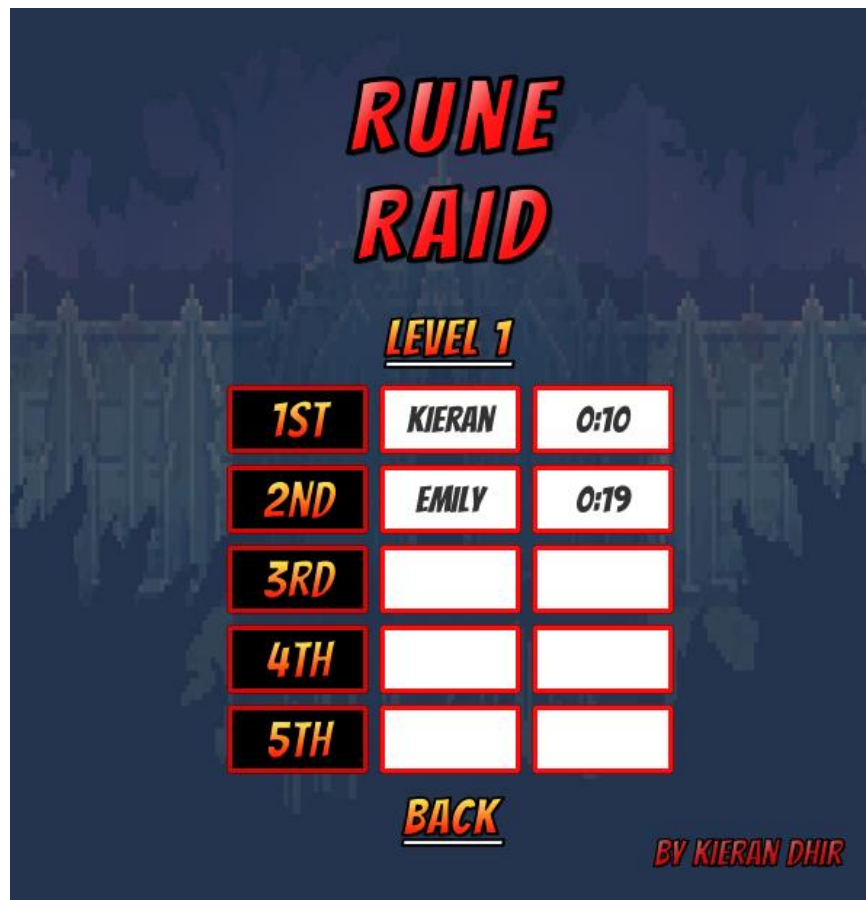 RUNE
RAID
LEVEL 1
1ST KIERAN 0:10
2ND EMILY 0:19
3RD
4TH
5TH
BACK
BY KIERAN DHIR